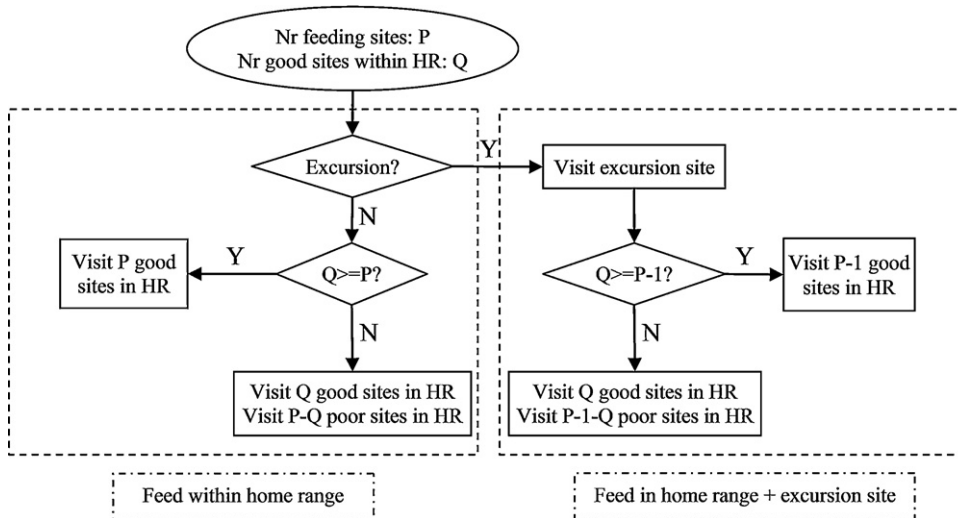 Nr feeding sites: P
Nr good sites within HR: Q
Excursion?
Y
Visit excursion site
N
Visit P good
sites in HR
Y
Q>=P?
Q>=P-1?
Y
Visit P-1 good
sites in HR
N
N
Visit Q good sites in HR
Visit P-Q poor sites in HR
Visit Q good sites in HR
Visit P-1-Q poor sites in HR
Feed within home range
Feed in home range + excursion site